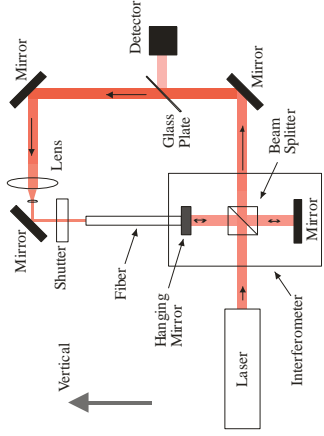 Detector
Mirror
Glass
Plate
Mirror
Lens
Mirror
Shutter
Fiber
Hanging
Mirror
Beam
Splitter
Mirror
Interferometer
Laser
Vertical